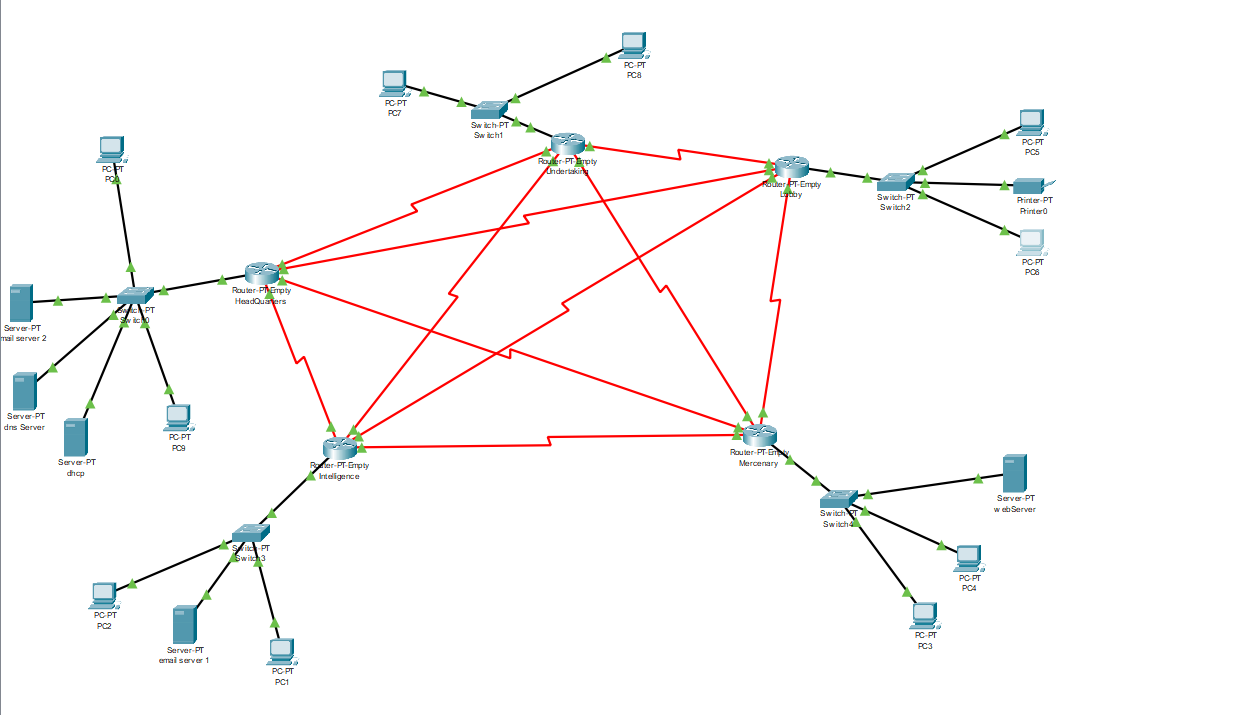 PC-PT
PC8
PC-PT
PC7
Switch-PT
Switch1
Router-PT-Empty
Undertaking
PC-PT
PC5
Router-PT-Empty
Lobby
Switch-PT
Switch2
Printer-PT
Printer0
PC-PT
PC6
PC-PT
Router-PT-Empty
HeadQuarters
Switch-PT
Switch0
Server-PT
mail server 2
Server-PT
dns Server
PC-PT
PC9
Server-PT
dhcp
Router-PT-Empty
Intelligence
Router-PT-Empty
Mercenary
Server-PT
webServer
Switch-PT
Switch4
Switch-PT
Switch3
PC-PT
PC4
PC-PT
PC2
PC-PT
PC3
Server-PT
email server 1
PC-PT
PC1